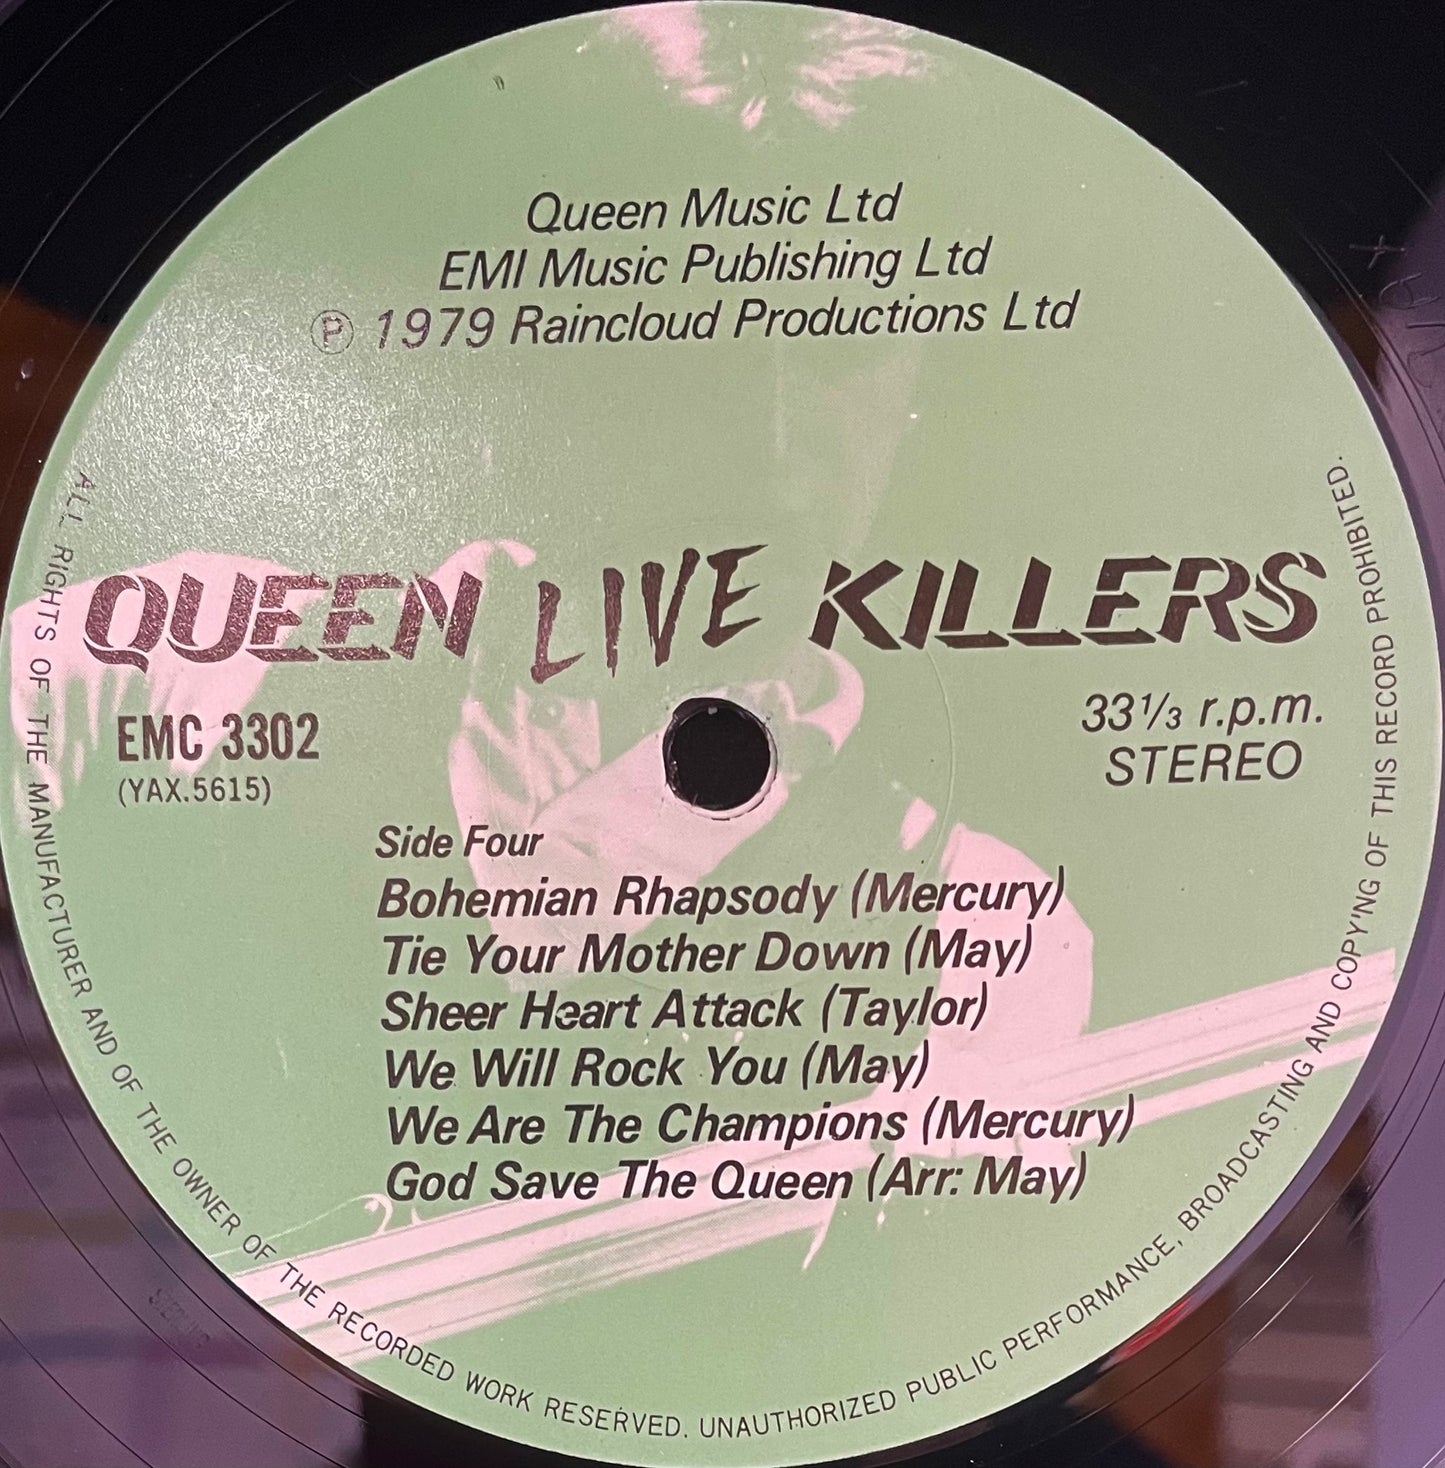 Queen Music Ltd
EMI Music Publishing Ltd
Ⓟ 1979 Raincloud Productions Ltd
QUEEN LIVE KILLERS
EMC 3302
(YAX.5615)
33⅓ r.p.m.
STEREO
Side Four
Bohemian Rhapsody (Mercury)
Tie Your Mother Down (May)
Sheer Heart Attack (Taylor)
We Will Rock You (May)
We Are The Champions (Mercury)
God Save The Queen (Arr: May)
ALL RIGHTS OF THE MANUFACTURER AND OF THE OWNER OF THE RECORDED WORK RESERVED. UNAUTHORIZED PUBLIC PERFORMANCE, BROADCASTING AND COPYING OF THIS RECORD PROHIBITED.